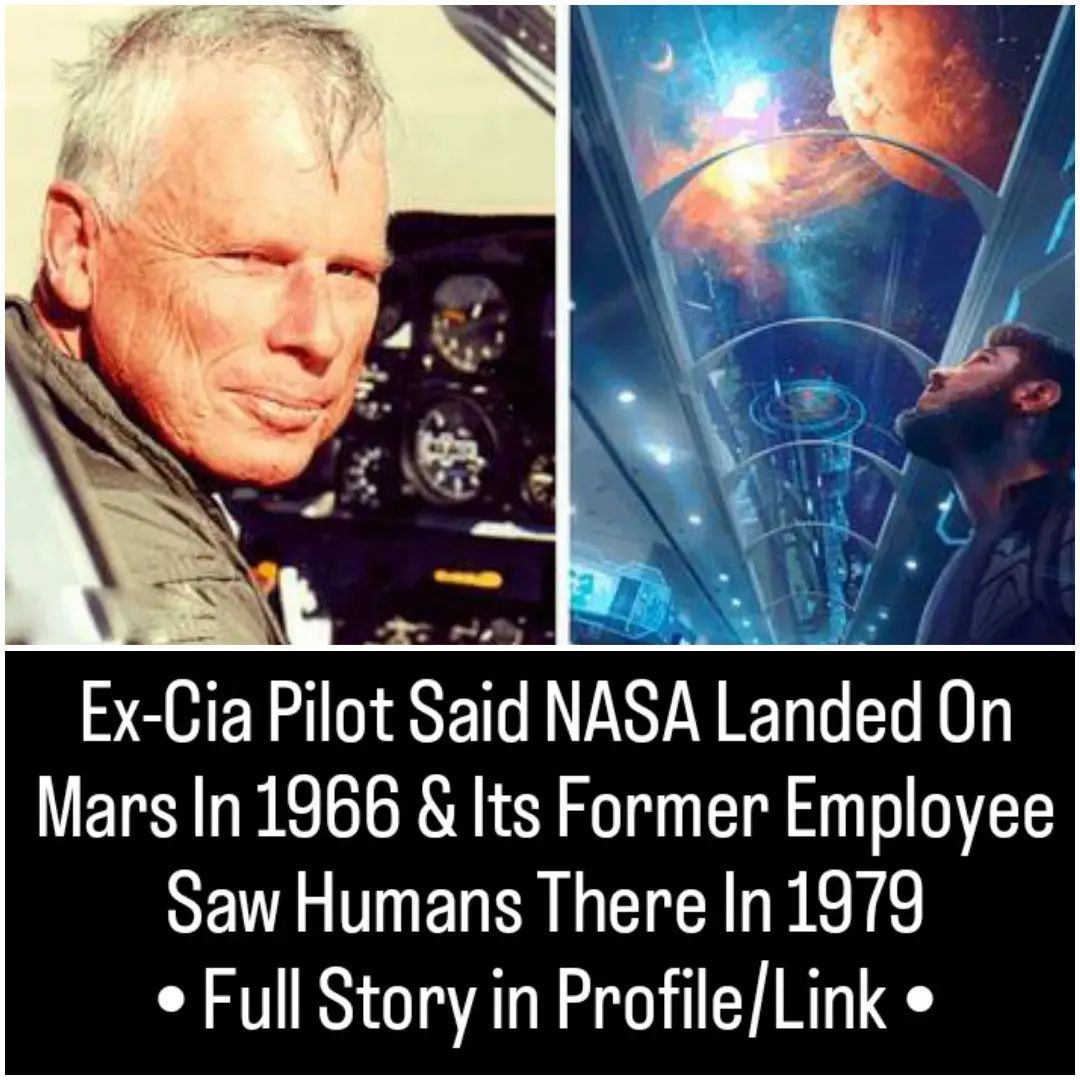 Ex-Cia Pilot Said NASA Landed On
Mars In 1966 & Its Former Employee
Saw Humans There In 1979
• Full Story in Profile/Link •